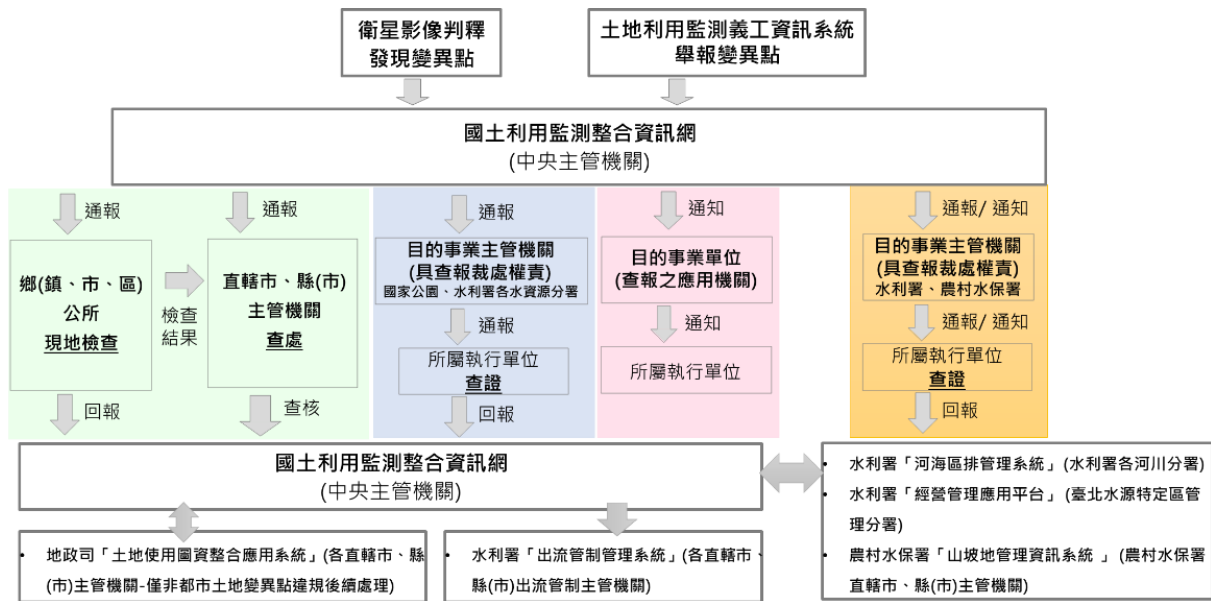 衛星影像判釋
發現變異點
土地利用監測義工資訊系統
舉報變異點
國土利用監測整合資訊網
(中央主管機關)
通報
通報
通報
通知
通報/ 通知
鄉(鎮、市、區)
公所
現地檢查
檢查
結果
直轄市、縣(市)
主管機關
查處
目的事業主管機關
(具查報裁處權責)
國家公園、水利署各水資源分署
通報
所屬執行單位
查證
目的事業單位
(查報之應用機關)
通知
所屬執行單位
目的事業主管機關
(具查報裁處權責)
水利署、農村水保署
通報/ 通知
所屬執行單位
查證
回報
查核
回報
回報
國土利用監測整合資訊網
(中央主管機關)
• 地政司「土地使用圖資整合應用系統」(各直轄市、縣
(市)主管機關-僅非都市土地變異點違規後續處理)
• 水利署「出流管制管理系統」(各直轄市、
縣(市)出流管制主管機關)
• 水利署「河海區排管理系統」(水利署各河川分署)
• 水利署「經營管理應用平台」(臺北水源特定區管
理分署)
• 農村水保署「山坡地管理資訊系統 」 (農村水保署
直轄市、縣(市)主管機關)